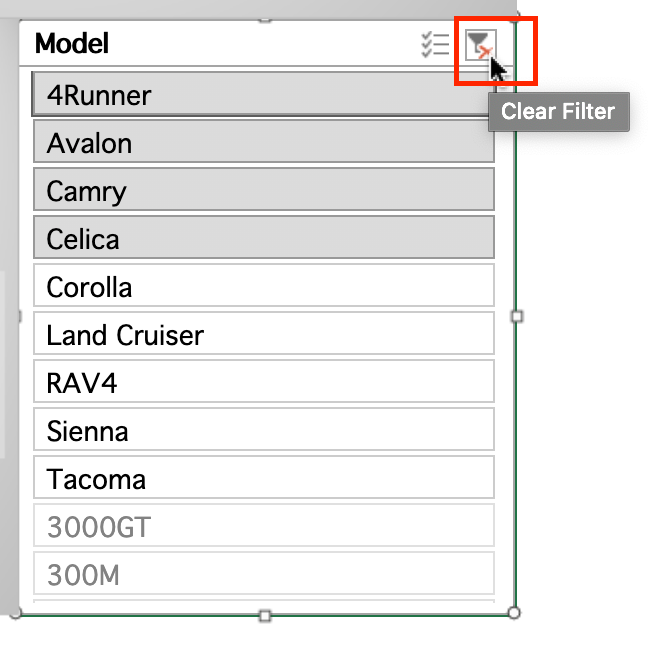 Model
4Runner
Clear Filter
Avalon
Camry
Celica
Corolla
Land Cruiser
RAV4
Sienna
Tacoma
3000GT
300M